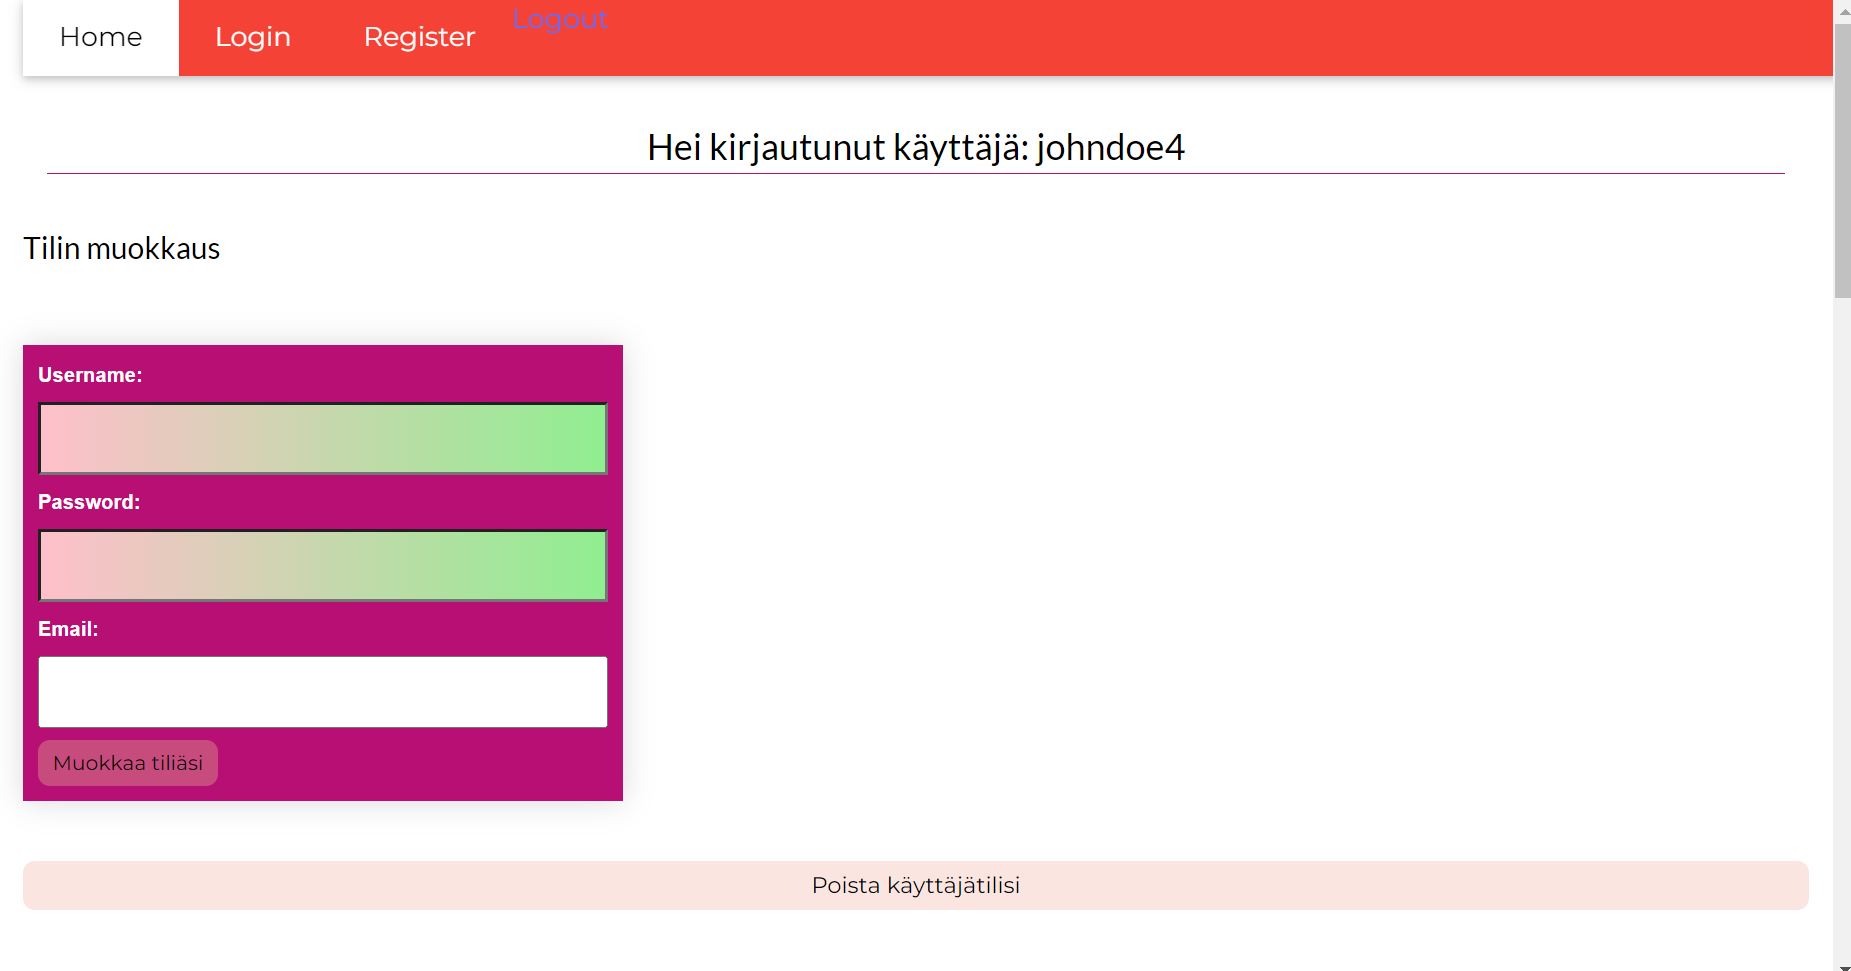 Home Login Register Logout
Hei kirjautunut käyttäjä: johndoe4
Tilin muokkaus
Username:
Password:
Email:
Muokkaa tiliäsi
Poista käyttäjätilisi